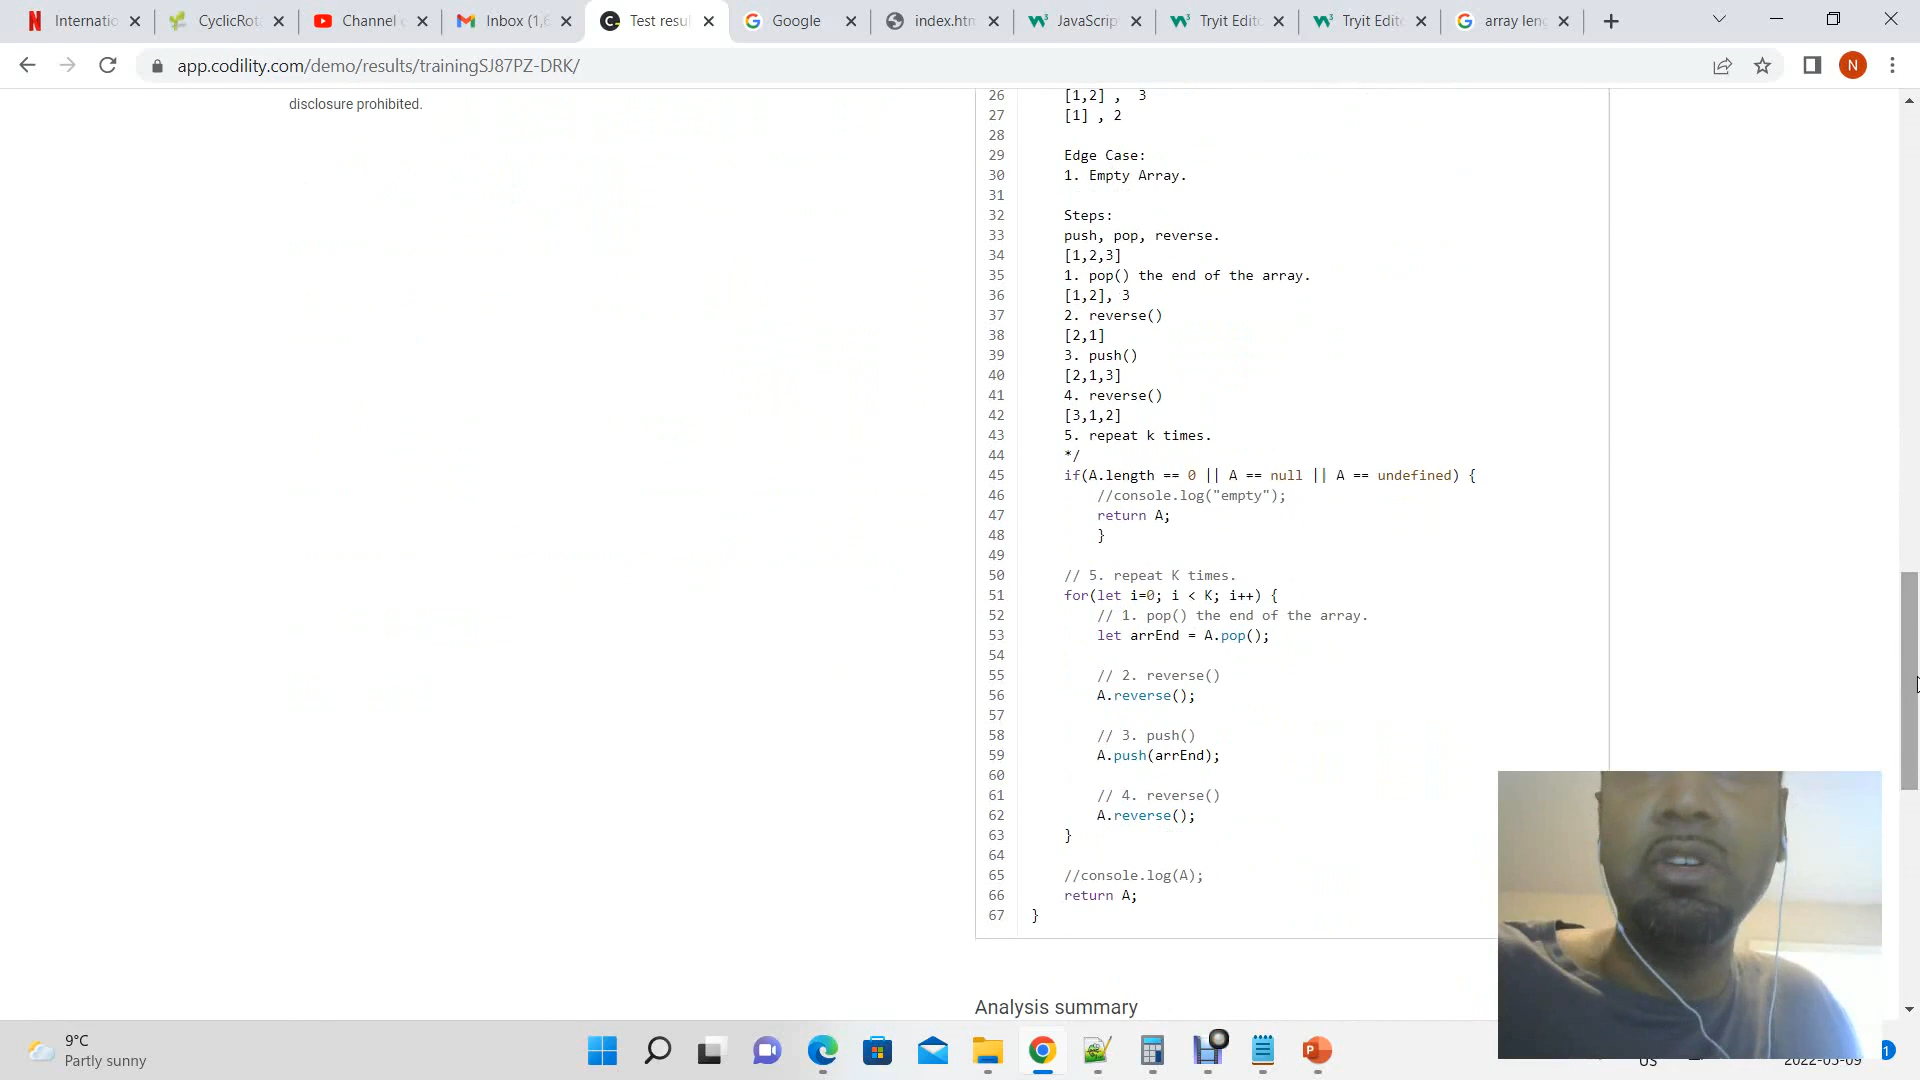 Internatio
CyclicRot
Channel
Inbox (1,6
Test resu
Google
index.htm
JavaScrip
Tryit Edit
Tryit Edit
array len
app.codility.com/demo/results/trainingSJ87PZ-DRK/
N
disclosure prohibited.
26 [1,2] , 3
27 [1] , 2
28
29 Edge Case:
30 1. Empty Array.
31
32 Steps:
33 push, pop, reverse.
34 [1,2,3]
35 1. pop() the end of the array.
36 [1,2], 3
37 2. reverse()
38 [2,1]
39 3. push()
40 [2,1,3]
41 4. reverse()
42 [3,1,2]
43 5. repeat k times.
44 */
45 if(A.length == 0 || A == null || A == undefined) {
46 //console.log("empty");
47 return A;
48 }
49
50 // 5. repeat K times.
51 for(let i=0; i < K; i++) {
52 // 1. pop() the end of the array.
53 let arrEnd = A.pop();
54
55 // 2. reverse()
56 A.reverse();
57
58 // 3. push()
59 A.push(arrEnd);
60
61 // 4. reverse()
62 A.reverse();
63 }
64
65 //console.log(A);
66 return A;
67 }
Analysis summary
9°C
Partly sunny
US
2022-05-09
1